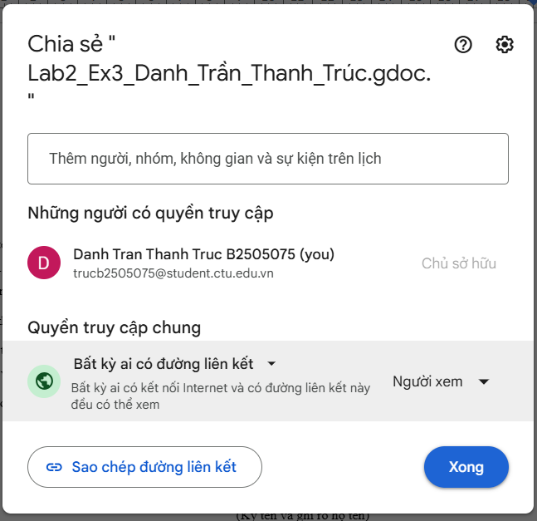 Chia sẻ "
Lab2_Ex3_Danh_Trần_Thanh_Trúc.gdoc.
"
Thêm người, nhóm, không gian và sự kiện trên lịch
Những người có quyền truy cập
D
Danh Tran Thanh Truc B2505075 (you)
trucb2505075@student.ctu.edu.vn
Chủ sở hữu
Quyền truy cập chung
Bất kỳ ai có đường liên kết
Bất kỳ ai có kết nối Internet và có đường liên kết này
đều có thể xem
Người xem
Sao chép đường liên kết
Xong
(Ký tên và ghi rõ họ tên)